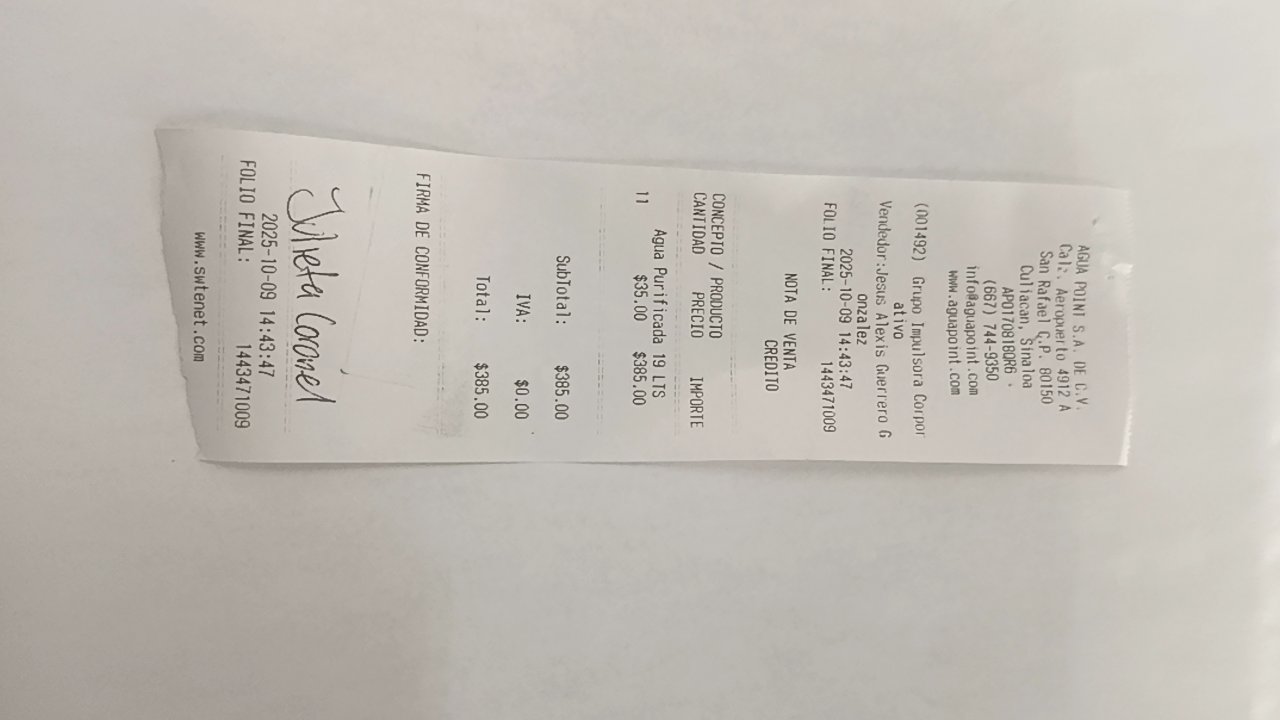 AGUA POINT S.A. DE C.V.
Calz. Aeropuerto 4912 A
San Rafael C.P. 80150
Culiacan, Sinaloa
APO170818QR6
(667) 744-9350
info@aguapoint.com
www.aguapoint.com
(001492) Grupo Impulsora Corpor
ativo
Vendedor:Jesus Alexis Guerrero G
onzalez
2025-10-09 14:43:47
FOLIO FINAL: 1443471009
NOTA DE VENTA
CREDITO
CONCEPTO / PRODUCTO
CANTIDAD PRECIO IMPORTE
Agua Purificada 19 LTS
11 $35.00 $385.00
SubTotal: $385.00
IVA: $0.00
Total: $385.00
FIRMA DE CONFORMIDAD:
Julieta Coronel
2025-10-09 14:43:47
FOLIO FINAL: 1443471009
www.swtenet.com